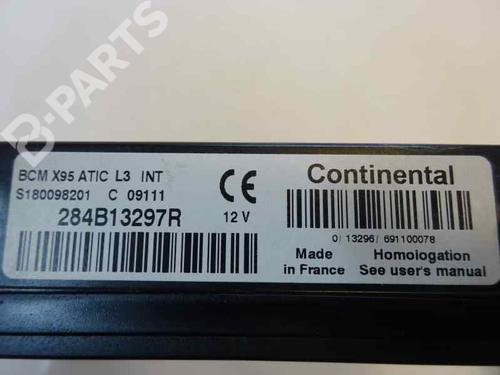 B-PARTS
BCM X95 ATIC L3 INT
S180098201 C 09111
284B13297R
12 V
CE
Continental
0) 13296/ 691100078
Made in France
Homologation
See user's manual